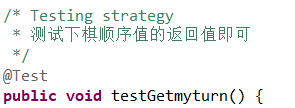 /* Testing strategy
 * 测试下棋顺序值的返回值即可
 */
@Test
public void testGetmyturn() {